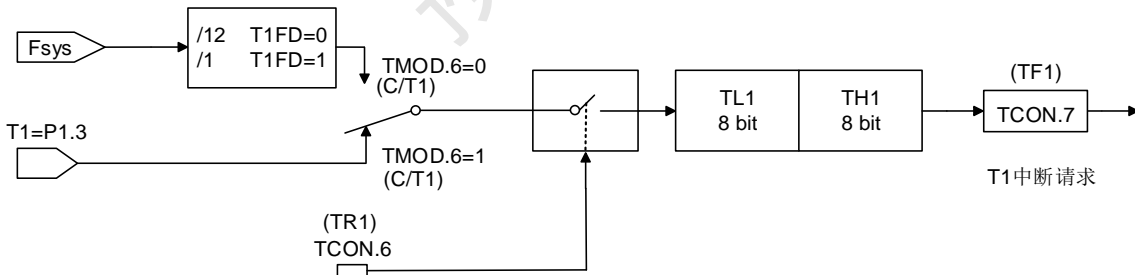 /12 T1FD=0
/1 T1FD=1
Fsys
TMOD.6=0
(C/T1)
T1=P1.3
TMOD.6=1
(C/T1)
TL1
8 bit
TH1
8 bit
(TF1)
TCON.7
T1中断请求
(TR1)
TCON.6